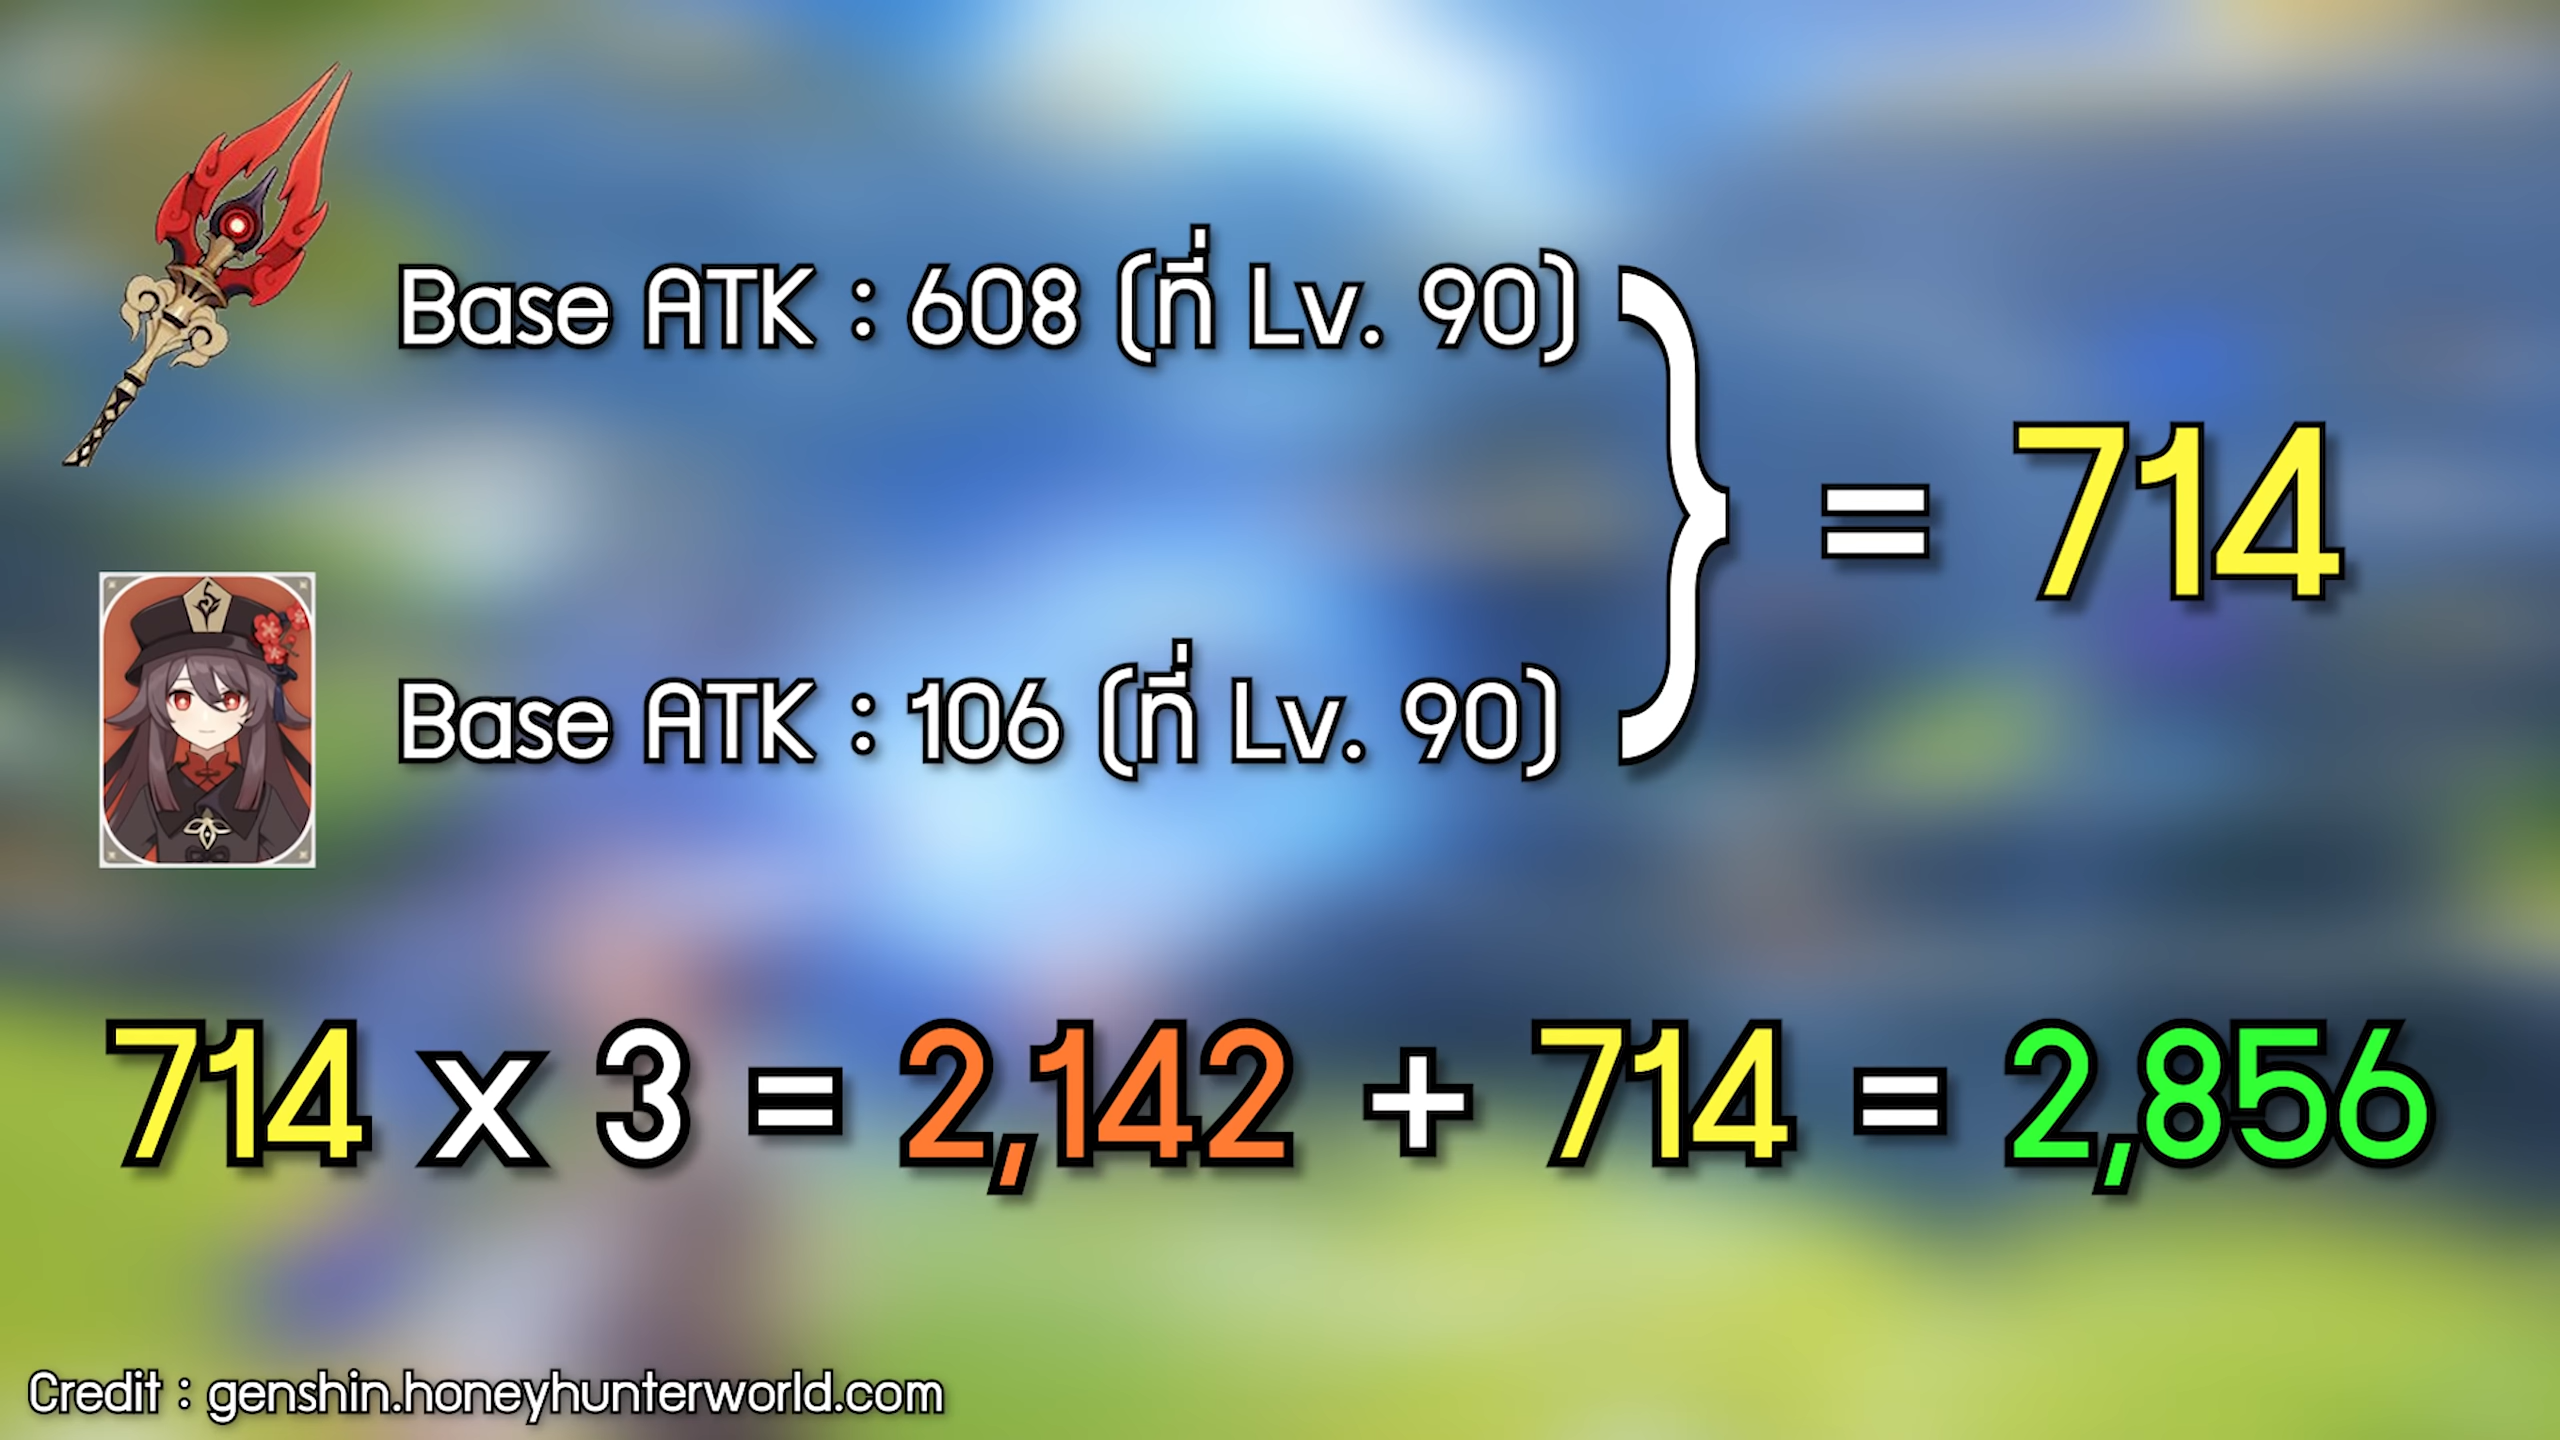 Base ATK : 608 (ที่ Lv. 90)
= 714
Base ATK : 106 (ที่ Lv. 90)
714 x 3 = 2,142 + 714 = 2,856
Credit : genshin.honeyhunterworld.com